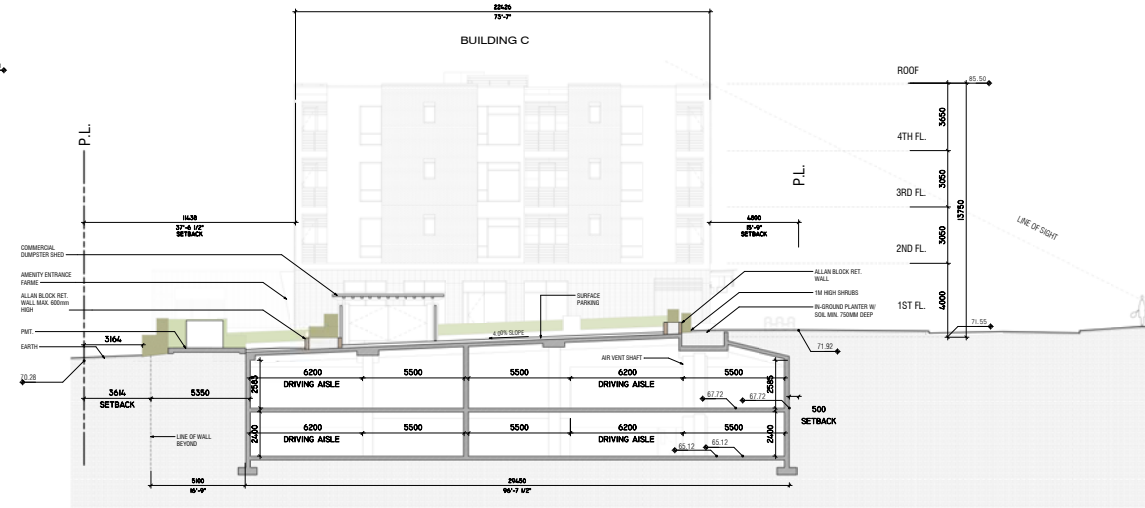 22426
73'-7"
BUILDING C
ROOF
85.50
3650
4TH FL.
P.L.
3050
3RD FL.
P.L.
13750
11438
37'-6 1/2"
SETBACK
4800
15'-9"
SETBACK
3050
2ND FL.
LINE OF SIGHT
COMMERCIAL
DUMPSTER SHED
AMENITY ENTRANCE
FARME
ALLAN BLOCK RET.
WALL MAX. 600mm
HIGH
PMT.
EARTH
3164
SURFACE
PARKING
4.00% SLOPE
ALLAN BLOCK RET.
WALL
1M HIGH SHRUBS
IN-GROUND PLANTER W/
SOIL MIN. 750MM DEEP
1ST FL.
4000
71.55
71.92
AIR VENT SHAFT
70.28
3614
SETBACK
5350
2585
6200
DRIVING AISLE
5500
5500
6200
DRIVING AISLE
5500
2585
67.72
67.72
500
SETBACK
LINE OF WALL
BEYOND
2400
6200
DRIVING AISLE
5500
5500
6200
DRIVING AISLE
5500
2400
65.12
65.12
5100
16'-9"
29450
96'-7 1/2"